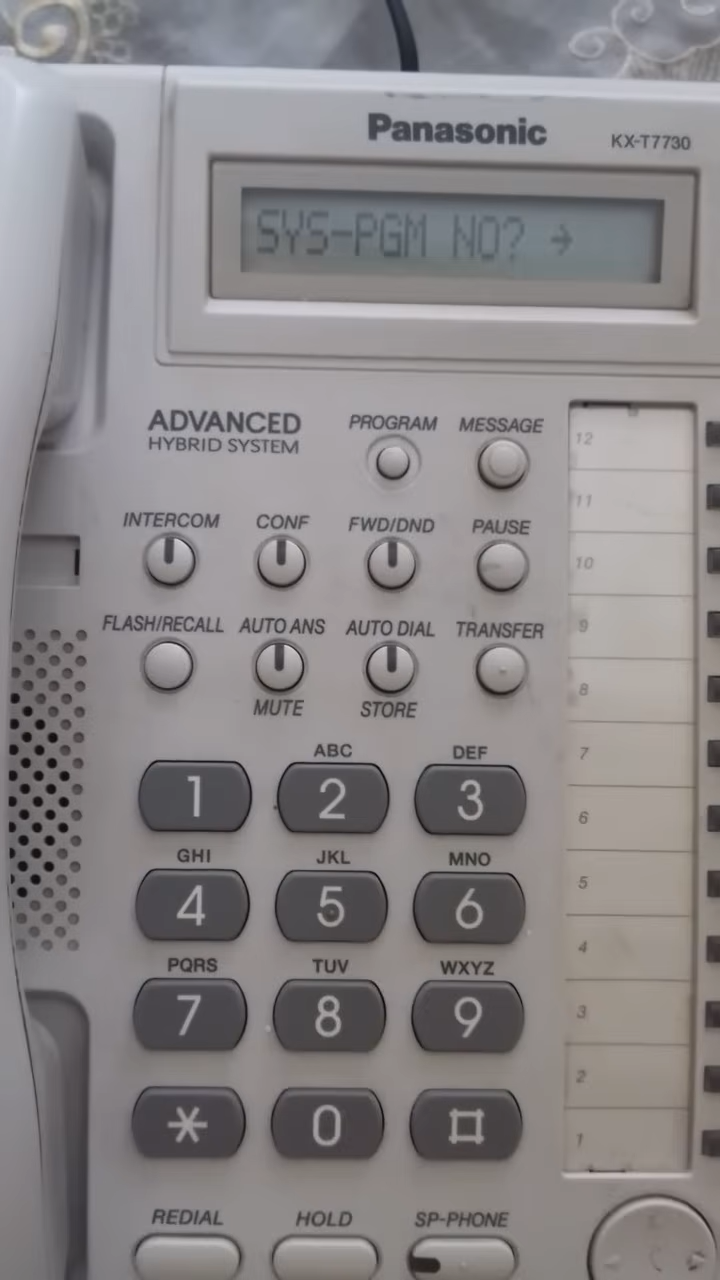 Panasonic KX-T7730
SYS-PGM NO? →
ADVANCED
HYBRID SYSTEM
PROGRAM MESSAGE
INTERCOM CONF FWD/DND PAUSE
FLASH/RECALL AUTO ANS AUTO DIAL TRANSFER
MUTE STORE
ABC DEF
1 2 3
GHI JKL MNO
4 5 6
PQRS TUV WXYZ
7 8 9
* 0 #
REDIAL HOLD SP-PHONE
12
11
10
9
8
7
6
5
4
3
2
1